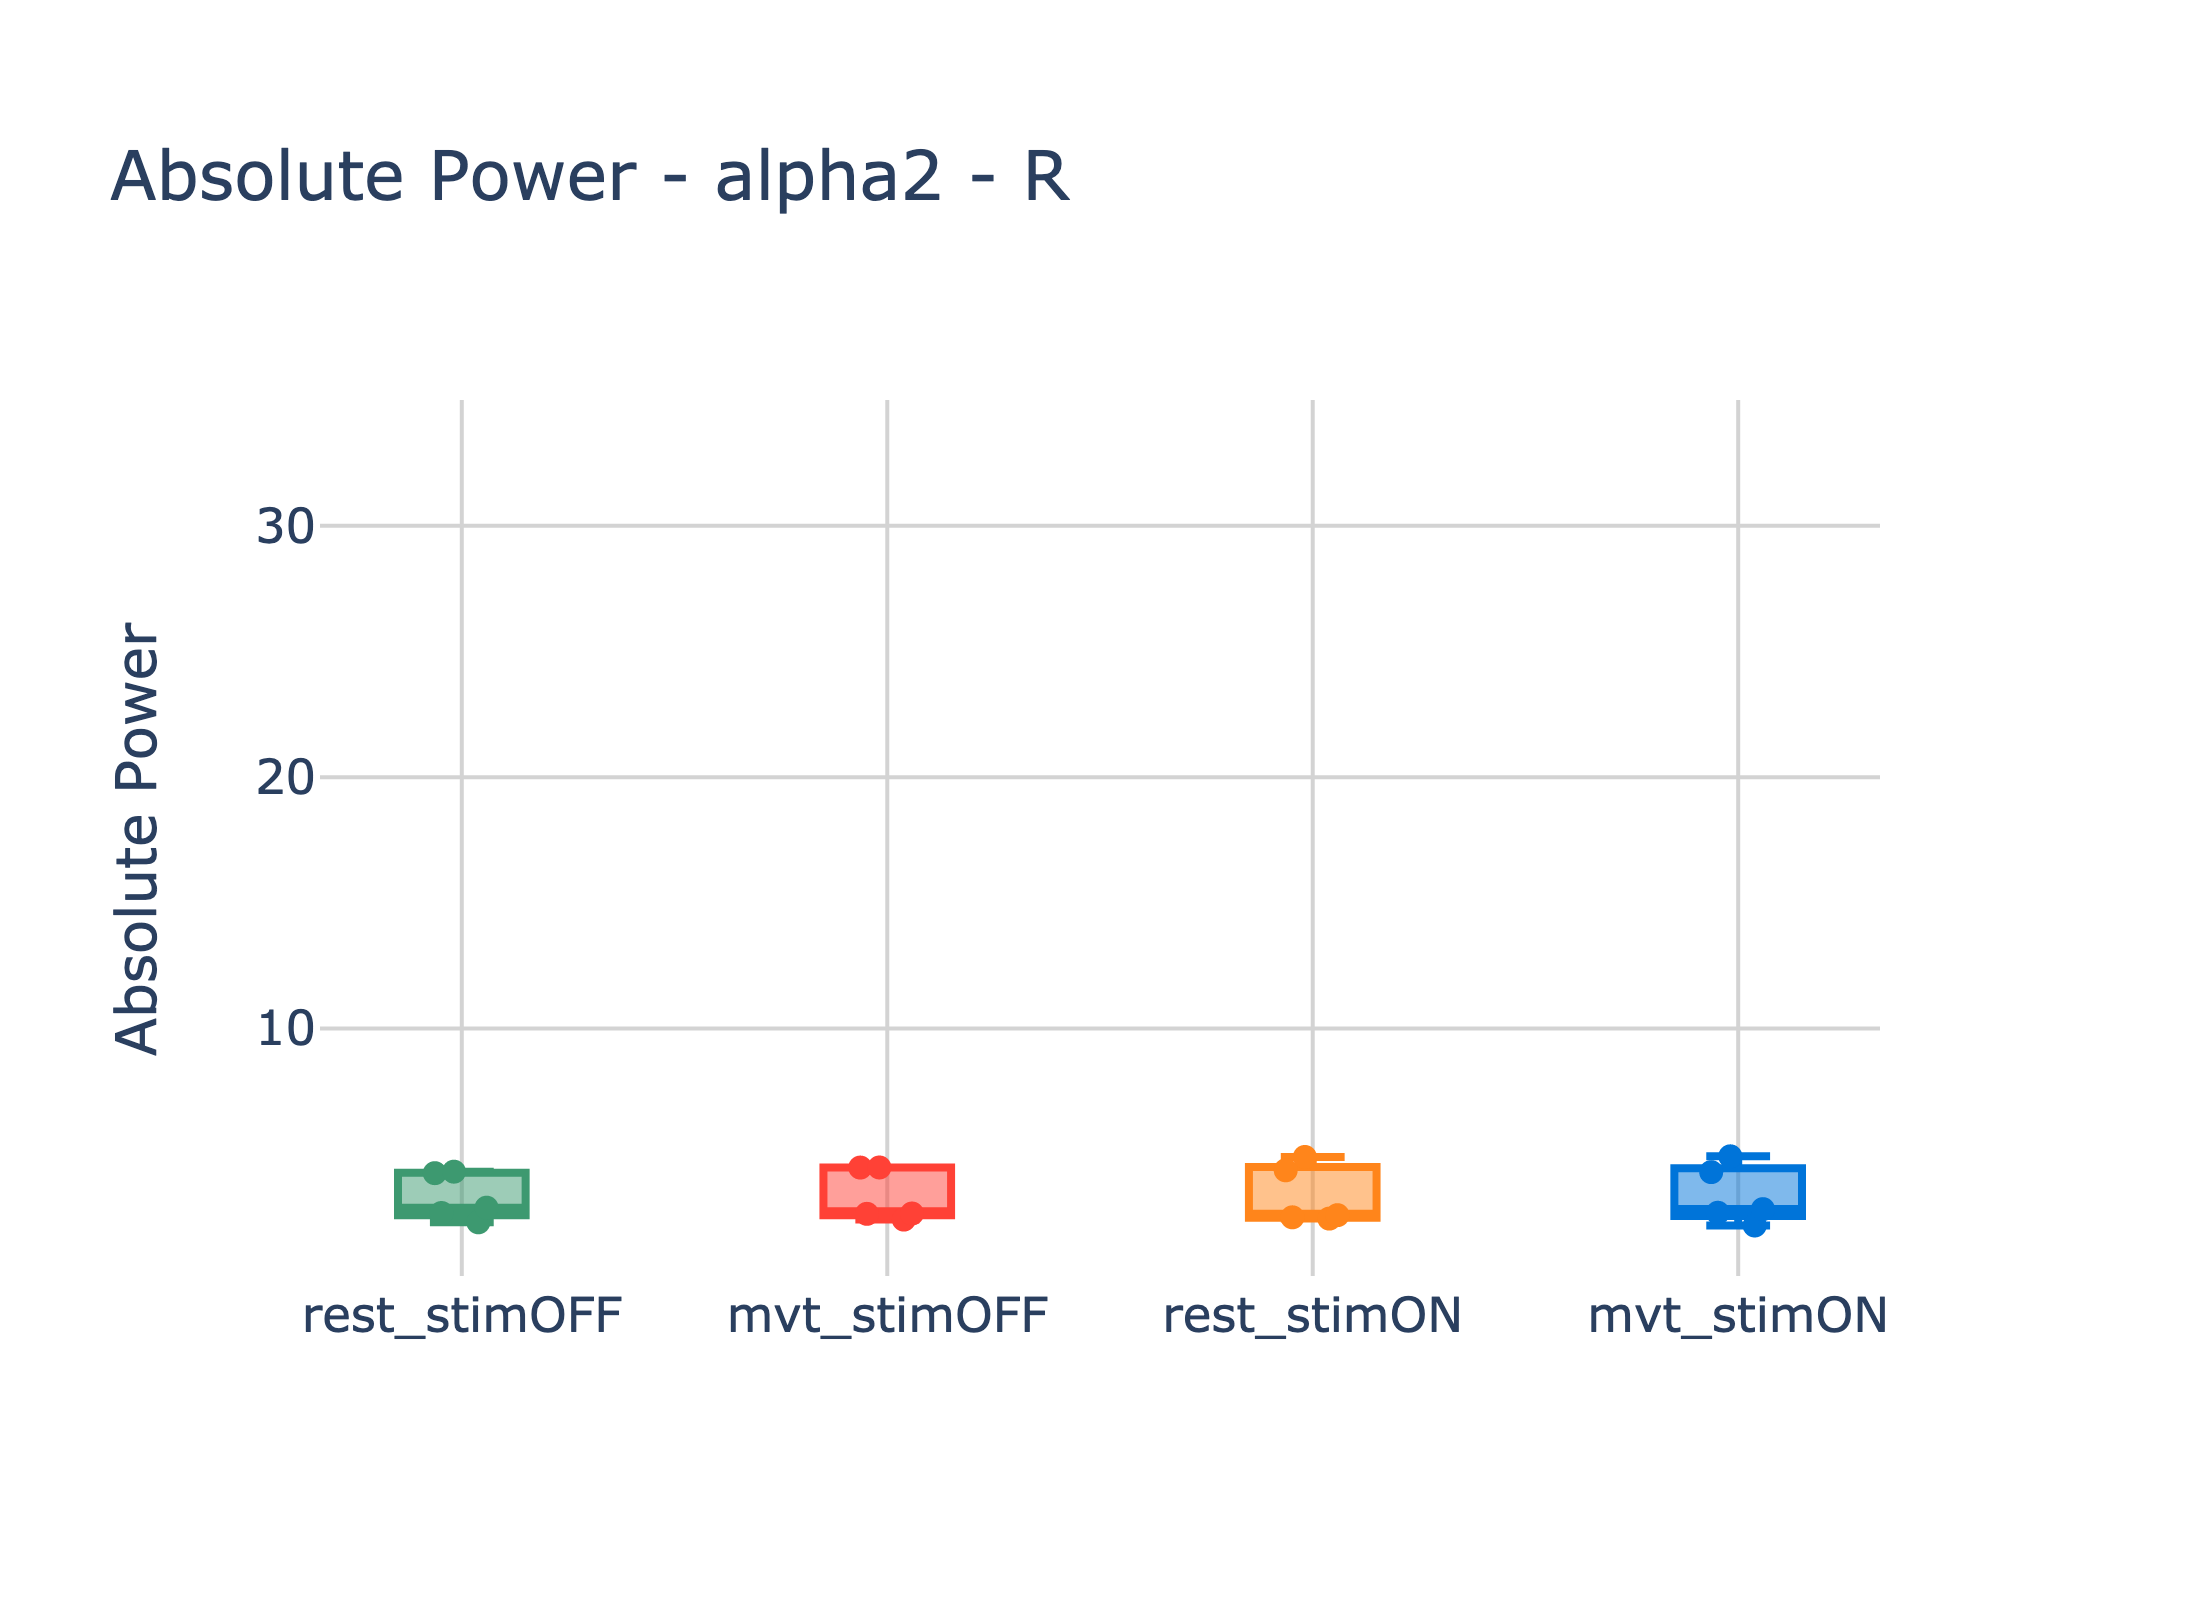 Absolute Power - alpha2 - R
Absolute Power
30
20
10
rest_stimOFF
mvt_stimOFF
rest_stimON
mvt_stimON